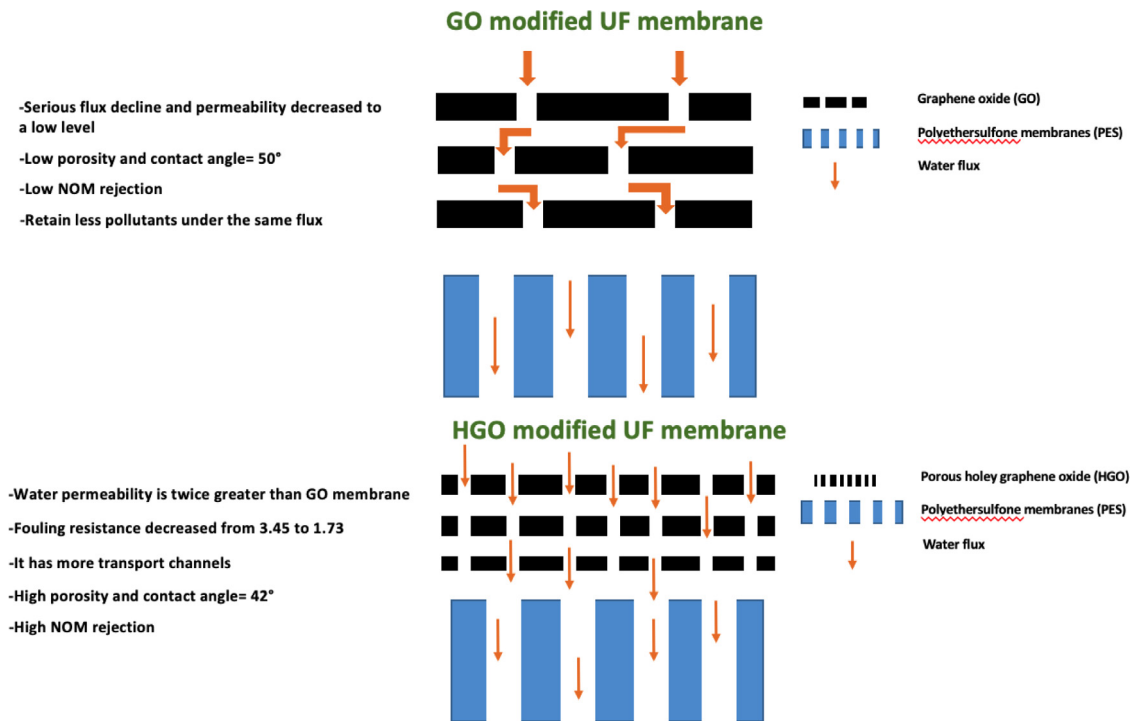 GO modified UF membrane
-Serious flux decline and permeability decreased to
a low level
-Low porosity and contact angle= 50°
-Low NOM rejection
-Retain less pollutants under the same flux
Graphene oxide (GO)
Polyethersulfone membranes (PES)
Water flux
HGO modified UF membrane
-Water permeability is twice greater than GO membrane
-Fouling resistance decreased from 3.45 to 1.73
-It has more transport channels
-High porosity and contact angle= 42°
-High NOM rejection
Porous holey graphene oxide (HGO)
Polyethersulfone membranes (PES)
Water flux